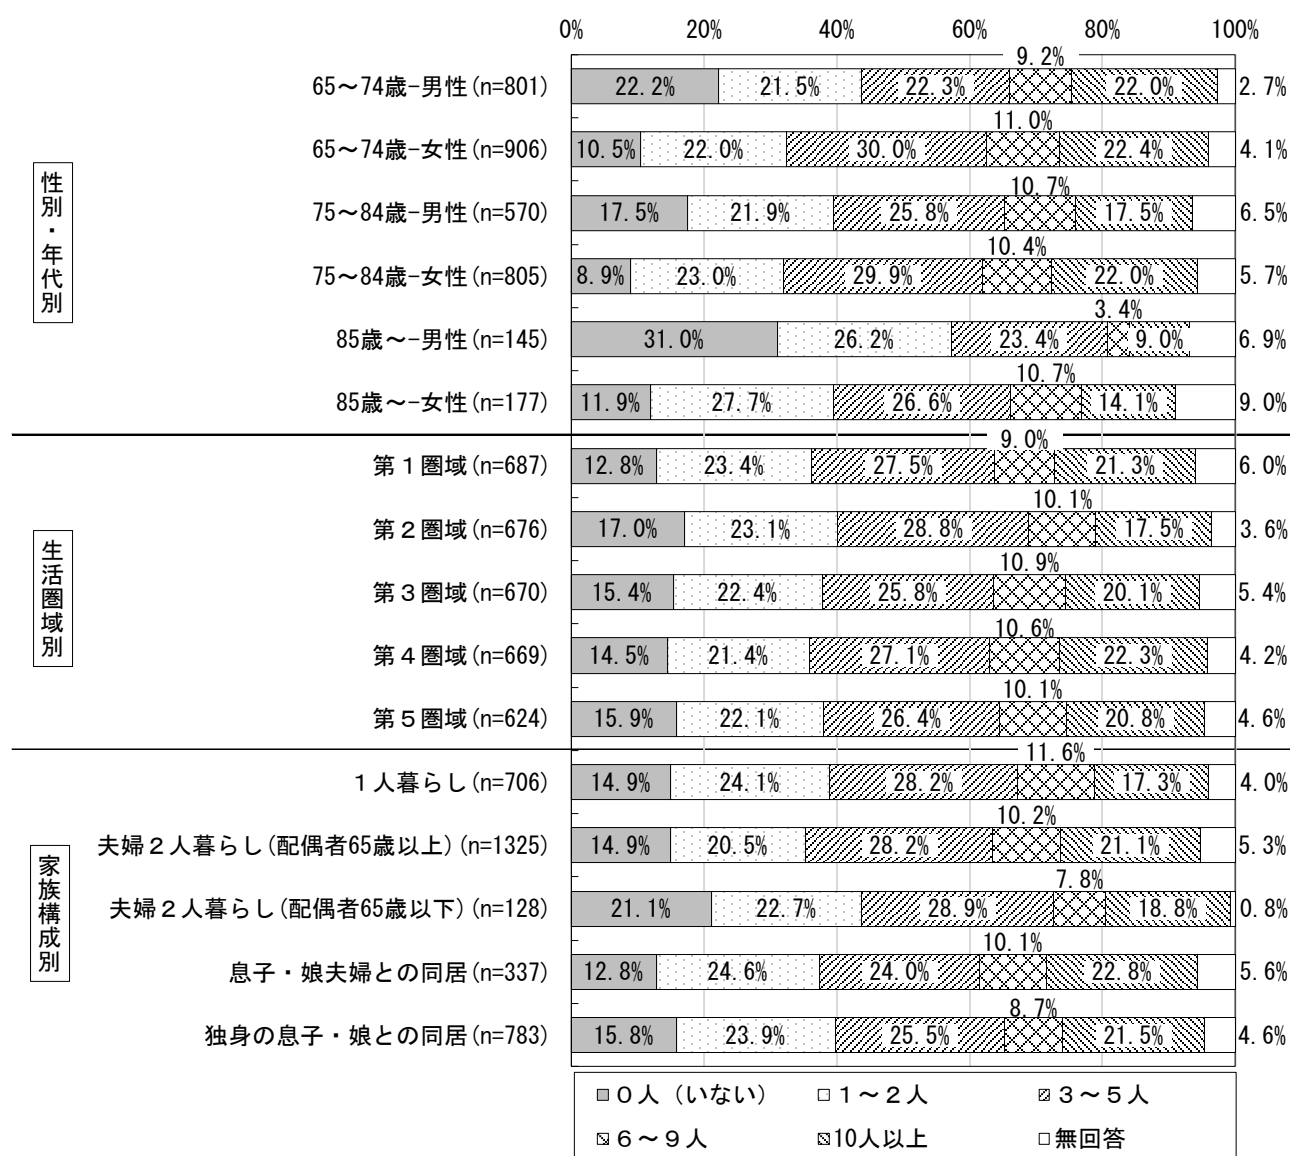 0% 20% 40% 60% 80% 100%
性別・年代別
65～74歳-男性(n=801) 22.2% 21.5% 22.3% 9.2% 22.0% 2.7%
65～74歳-女性(n=906) 10.5% 22.0% 30.0% 11.0% 22.4% 4.1%
75～84歳-男性(n=570) 17.5% 21.9% 25.8% 10.7% 17.5% 6.5%
75～84歳-女性(n=805) 8.9% 23.0% 29.9% 10.4% 22.0% 5.7%
85歳～-男性(n=145) 31.0% 26.2% 23.4% 3.4% 9.0% 6.9%
85歳～-女性(n=177) 11.9% 27.7% 26.6% 10.7% 14.1% 9.0%
生活圏域別
第１圏域(n=687) 12.8% 23.4% 27.5% 9.0% 21.3% 6.0%
第２圏域(n=676) 17.0% 23.1% 28.8% 10.1% 17.5% 3.6%
第３圏域(n=670) 15.4% 22.4% 25.8% 10.9% 20.1% 5.4%
第４圏域(n=669) 14.5% 21.4% 27.1% 10.6% 22.3% 4.2%
第５圏域(n=624) 15.9% 22.1% 26.4% 10.1% 20.8% 4.6%
家族構成別
１人暮らし(n=706) 14.9% 24.1% 28.2% 11.6% 17.3% 4.0%
夫婦２人暮らし(配偶者65歳以上)(n=1325) 14.9% 20.5% 28.2% 10.2% 21.1% 5.3%
夫婦２人暮らし(配偶者65歳以下)(n=128) 21.1% 22.7% 28.9% 7.8% 18.8% 0.8%
息子・娘夫婦との同居(n=337) 12.8% 24.6% 24.0% 10.1% 22.8% 5.6%
独身の息子・娘との同居(n=783) 15.8% 23.9% 25.5% 8.7% 21.5% 4.6%
０人（いない） １～２人 ３～５人
６～９人 10人以上 無回答